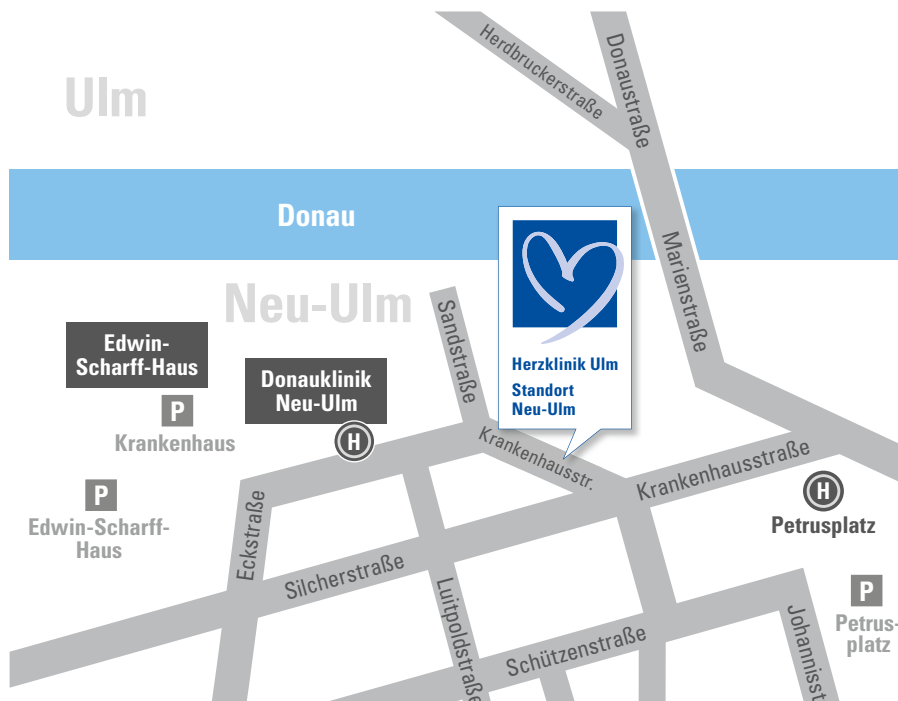 Ulm
Herdbruckerstraße
Donaustraße
Donau
Marienstraße
Neu-Ulm
Sandstraße
Herzklinik Ulm
Standort
Neu-Ulm
Edwin-
Scharff-Haus
Donauklinik
Neu-Ulm
P
Krankenhaus
H
Krankenhausstr.
Krankenhausstraße
P
Edwin-Scharff-
Haus
Eckstraße
H
Petrusplatz
Silcherstraße
Luitpoldstraße
Schützenstraße
Johannisst
P
Petrus-
platz